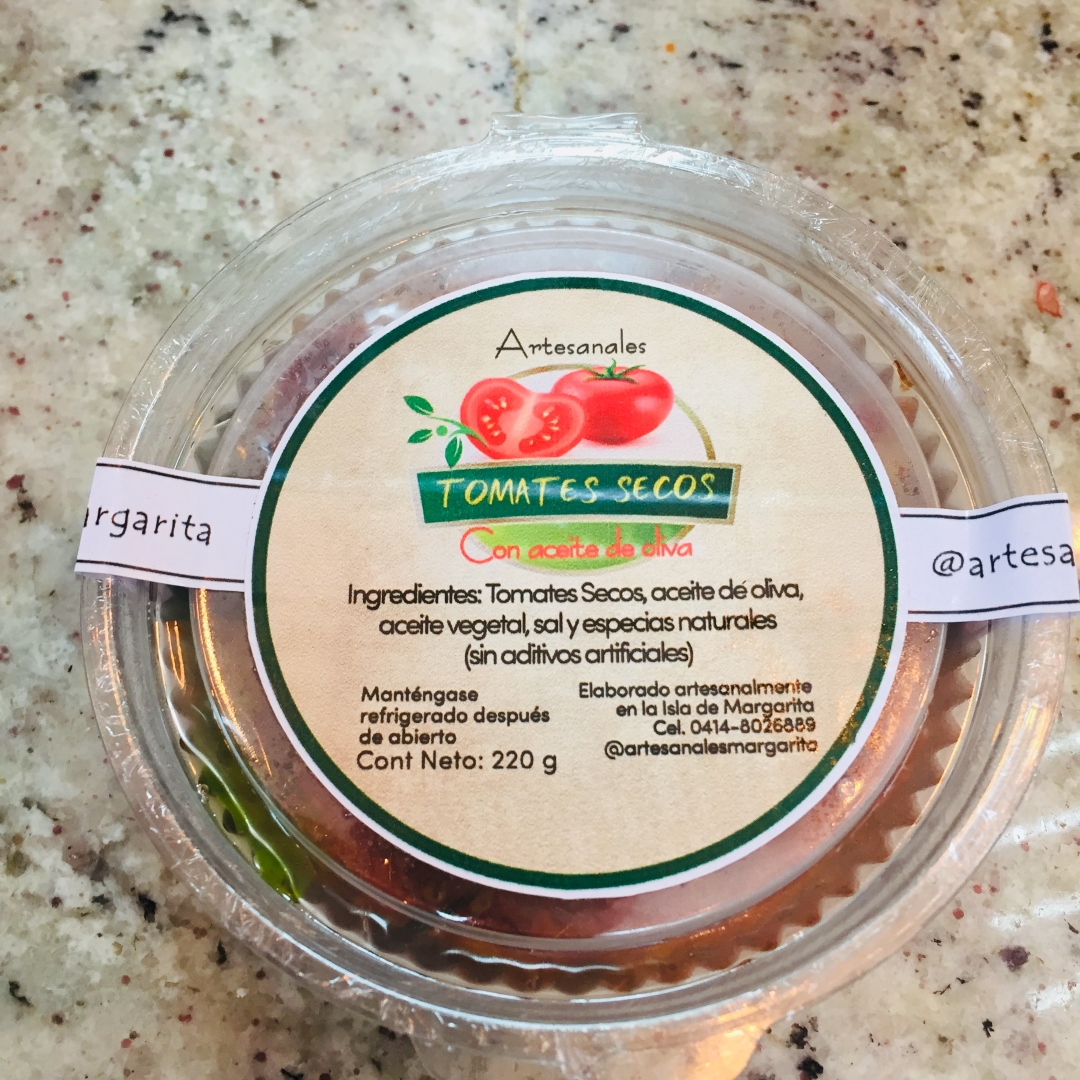 Artesanales
TOMATES SECOS
Con aceite de oliva
Ingredientes: Tomates Secos, aceite de oliva,
aceite vegetal, sal y especias naturales
(sin aditivos artificiales)
Manténgase
refrigerado después
de abierto
Cont Neto: 220 g
Elaborado artesanalmente
en la Isla de Margarita
Cel. 0414-8026889
@artesanalesmargarita
rgarita
@artesa